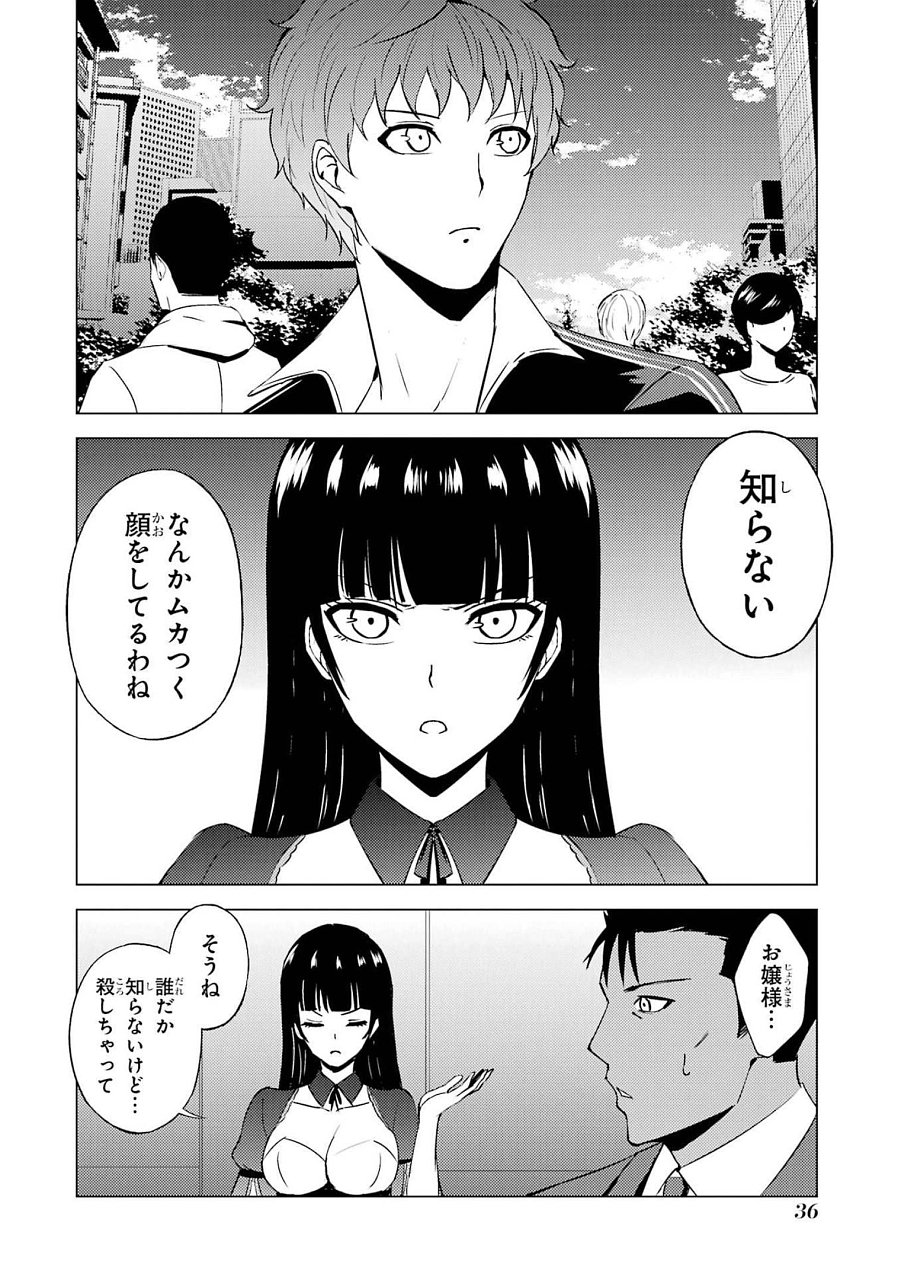 知らない
なんかムカつく
顔をしてるわね
お嬢様…
そうね
誰だか
知らないけど…
殺しちゃって
36